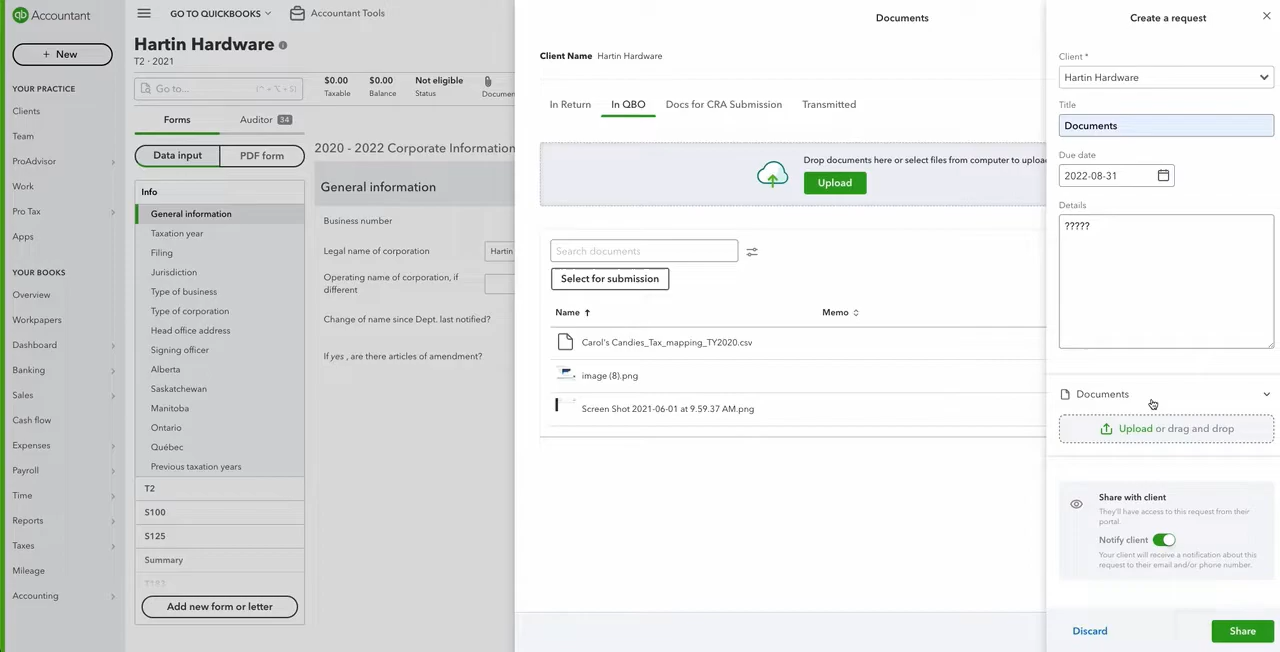 qb Accountant
GO TO QUICKBOOKS
Accountant Tools
+ New
YOUR PRACTICE
Clients
Team
ProAdvisor
Work
Pro Tax
Apps
YOUR BOOKS
Overview
Workpapers
Dashboard
Banking
Sales
Cash flow
Expenses
Payroll
Time
Reports
Taxes
Mileage
Accounting
Hartin Hardware
T2 · 2021
Go to...
$0.00
Taxable
$0.00
Balance
Not eligible
Status
Documen
Forms
Auditor 34
Data input
PDF form
Info
General information
Taxation year
Filing
Jurisdiction
Type of business
Type of corporation
Head office address
Signing officer
Alberta
Saskatchewan
Manitoba
Ontario
Québec
Previous taxation years
T2
S100
S125
Summary
T183
Add new form or letter
2020 - 2022 Corporate Information
General information
Business number
Legal name of corporation
Hartin
Operating name of corporation, if
different
Change of name since Dept. last notified?
If yes , are there articles of amendment?
Documents
Client Name Hartin Hardware
In Return
In QBO
Docs for CRA Submission
Transmitted
Drop documents here or select files from computer to uploa
Upload
Search documents
Select for submission
Name
Memo
Carol's Candies_Tax_mapping_TY2020.csv
image (8).png
Screen Shot 2021-06-01 at 9.59.37 AM.png
Create a request
Client *
Hartin Hardware
Title
Documents
Due date
2022-08-31
Details
?????
Documents
Upload or drag and drop
Share with client
They'll have access to this request from their
portal.
Notify client
Your client will receive a notification about this
request to their email and/or phone number.
Discard
Share